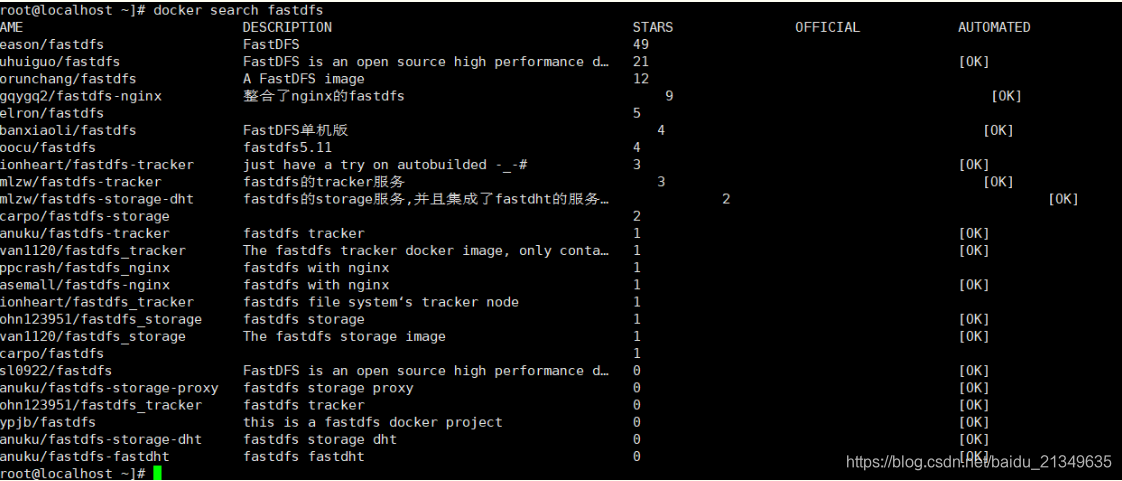 root@localhost ~]# docker search fastdfs
AME DESCRIPTION STARS OFFICIAL AUTOMATED
eason/fastdfs FastDFS 49
uhuiguo/fastdfs FastDFS is an open source high performance d… 21 [OK]
orunchang/fastdfs A FastDFS image 12
gqygq2/fastdfs-nginx 整合了nginx的fastdfs 9 [OK]
elron/fastdfs 5
banxiaoli/fastdfs FastDFS单机版 4 [OK]
oocu/fastdfs fastdfs5.11 4
ionheart/fastdfs-tracker just have a try on autobuilded -_-# 3 [OK]
mlzw/fastdfs-tracker fastdfs的tracker服务 3 [OK]
mlzw/fastdfs-storage-dht fastdfs的storage服务,并且集成了fastdht的服务… 2 [OK]
carpo/fastdfs-storage 2
anuku/fastdfs-tracker fastdfs tracker 1 [OK]
van1120/fastdfs_tracker The fastdfs tracker docker image, only conta… 1 [OK]
ppcrash/fastdfs_nginx fastdfs with nginx 1
asemall/fastdfs-nginx fastdfs with nginx 1 [OK]
ionheart/fastdfs_tracker fastdfs file system‘s tracker node 1
ohn123951/fastdfs_storage fastdfs storage 1 [OK]
van1120/fastdfs_storage The fastdfs storage image 1 [OK]
carpo/fastdfs 1
sl0922/fastdfs FastDFS is an open source high performance d… 0 [OK]
anuku/fastdfs-storage-proxy fastdfs storage proxy 0 [OK]
ohn123951/fastdfs_tracker fastdfs tracker 0 [OK]
ypjb/fastdfs this is a fastdfs docker project 0 [OK]
anuku/fastdfs-storage-dht fastdfs storage dht 0 [OK]
anuku/fastdfs-fastdht fastdfs fastdht 0 [OK]
root@localhost ~]#
https://blog.csdn.net/baidu_21349635